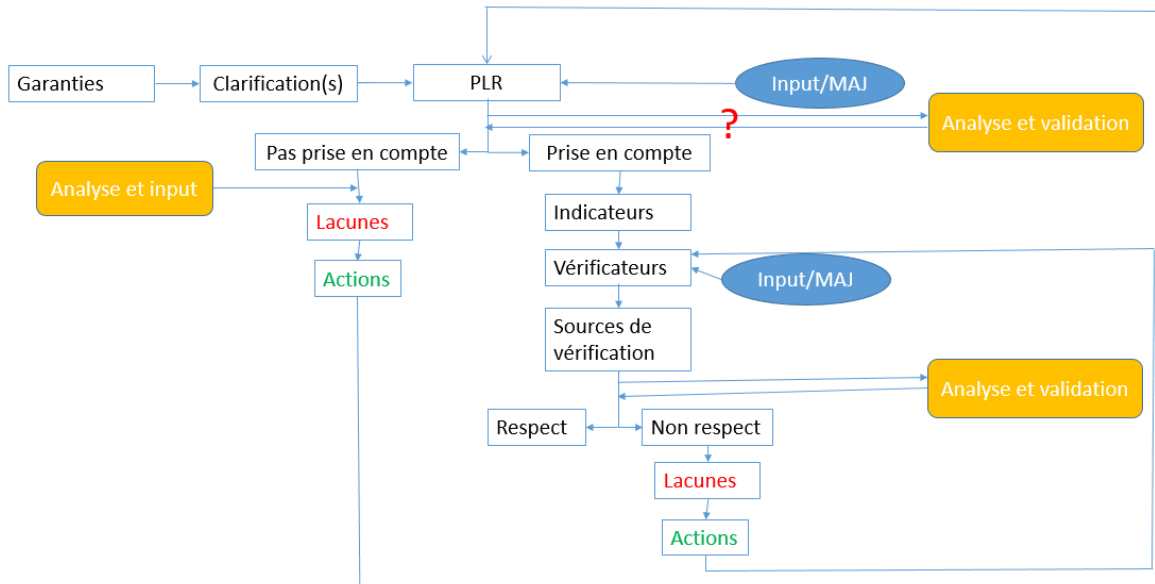 Garanties
Clarification(s)
PLR
Input/MAJ
?
Analyse et validation
Pas prise en compte
Prise en compte
Analyse et input
Lacunes
Indicateurs
Actions
Vérificateurs
Input/MAJ
Sources de
vérification
Analyse et validation
Respect
Non respect
Lacunes
Actions